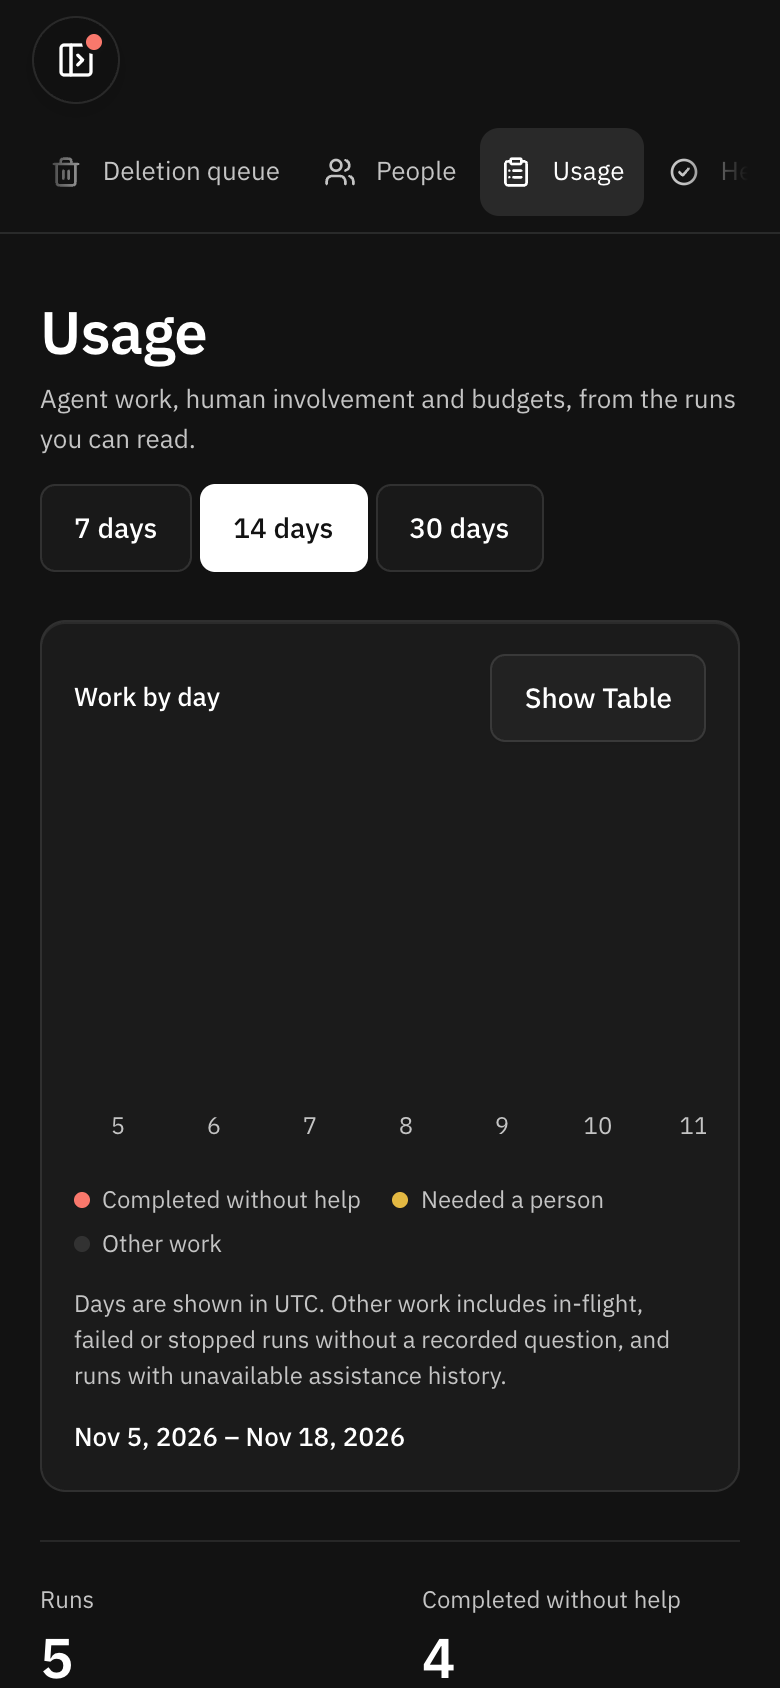 Deletion queue
People
Usage
Usage
Agent work, human involvement and budgets, from the runs
you can read.
7 days
14 days
30 days
Work by day
Show Table
5 6 7 8 9 10 11
Completed without help
Needed a person
Other work
Days are shown in UTC. Other work includes in-flight,
failed or stopped runs without a recorded question, and
runs with unavailable assistance history.
Nov 5, 2026 – Nov 18, 2026
Runs
Completed without help
5
4